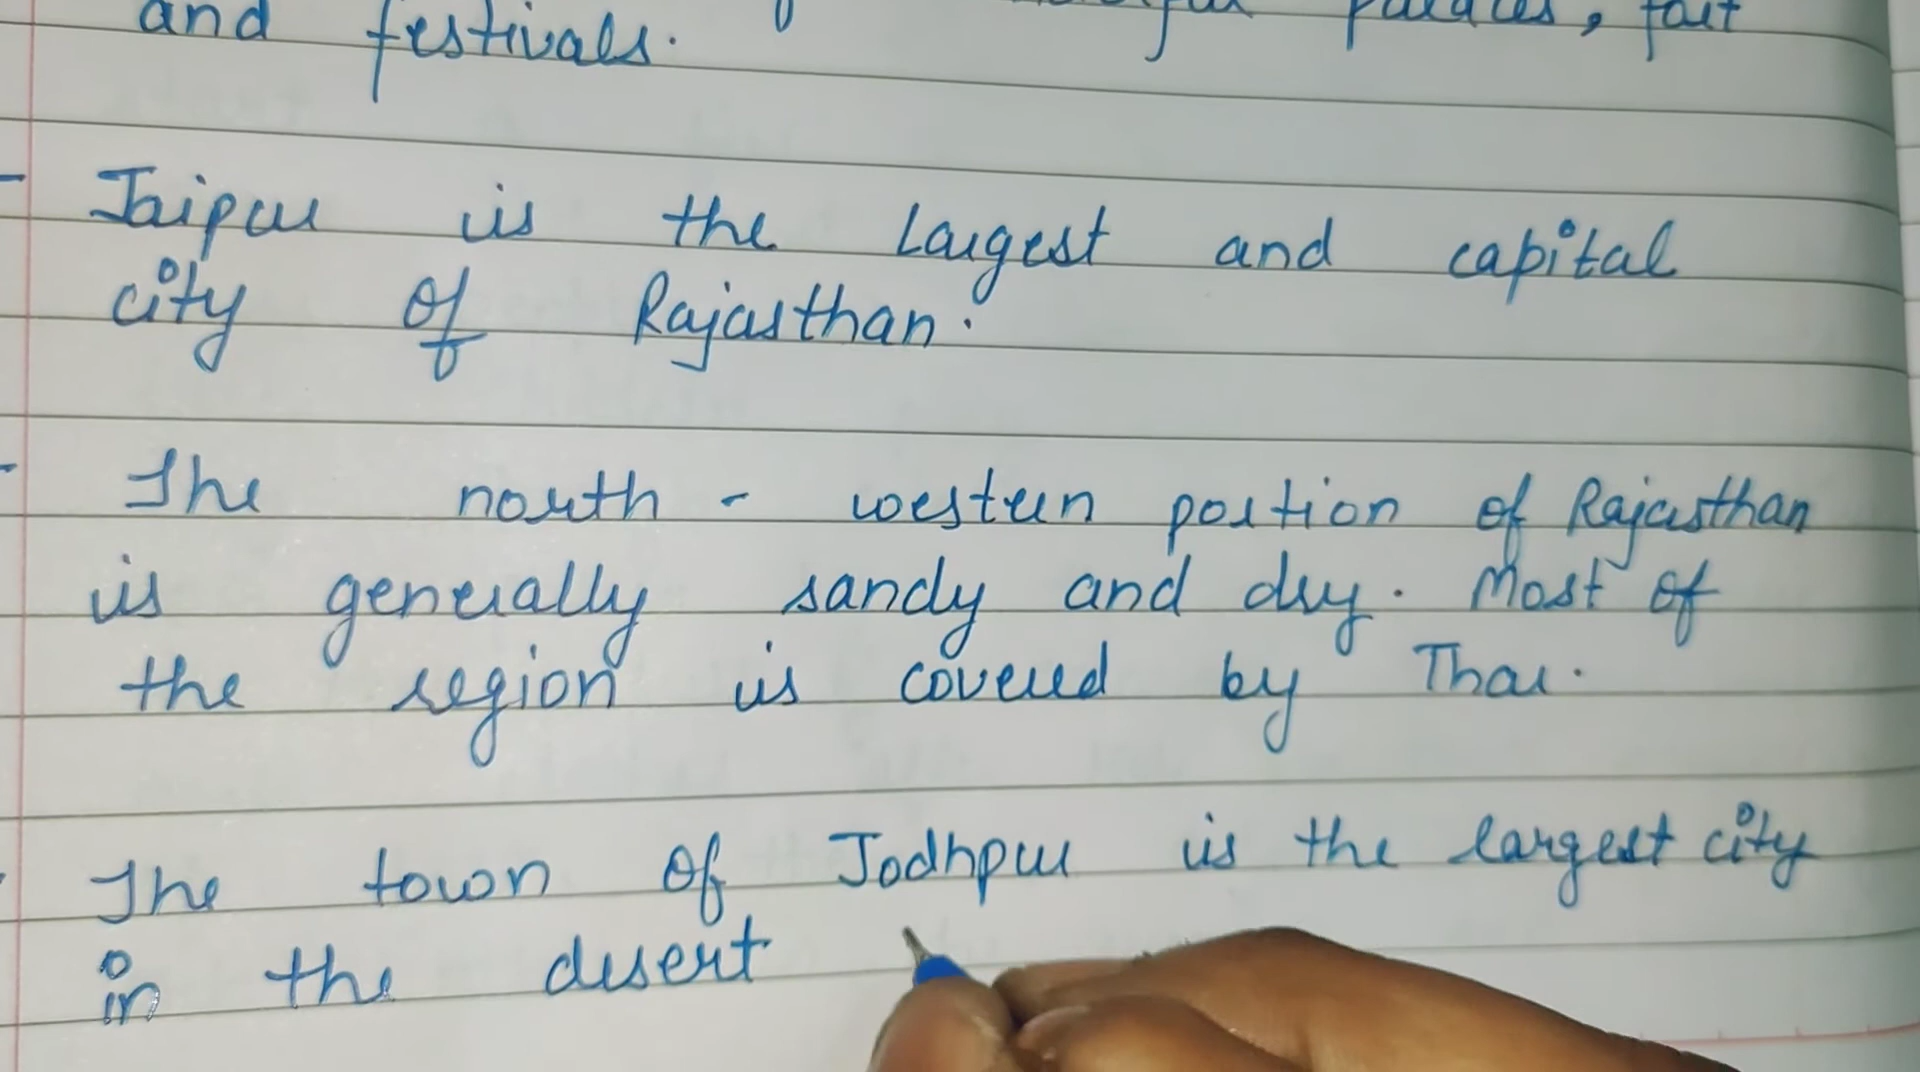 palaces, fort
and festivals.
- Jaipur is the Largest and capital
city of Rajasthan.
- The north - western portion of Rajasthan
is generally sandy and dry. Most of
the region is covered by Thar.
- The town of Jodhpur is the largest city
in the desert